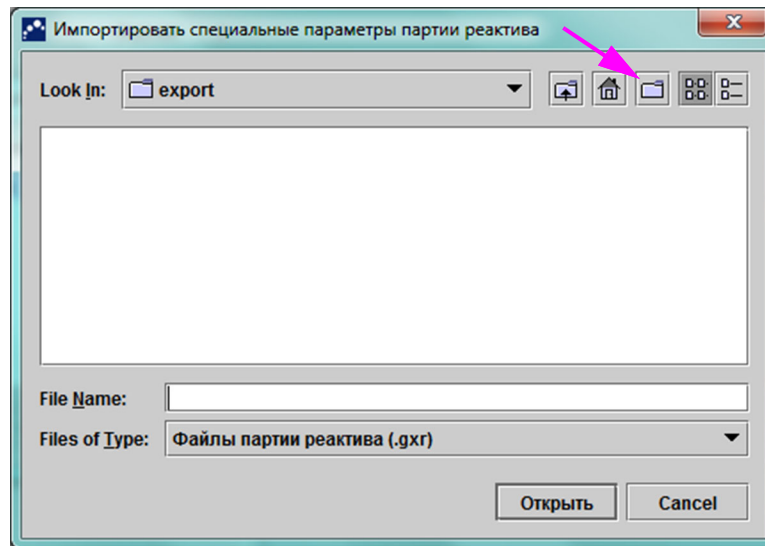 Импортировать специальные параметры партии реактива
Look In: export
File Name:
Files of Type: Файлы партии реактива (.gxr)
Открыть Cancel